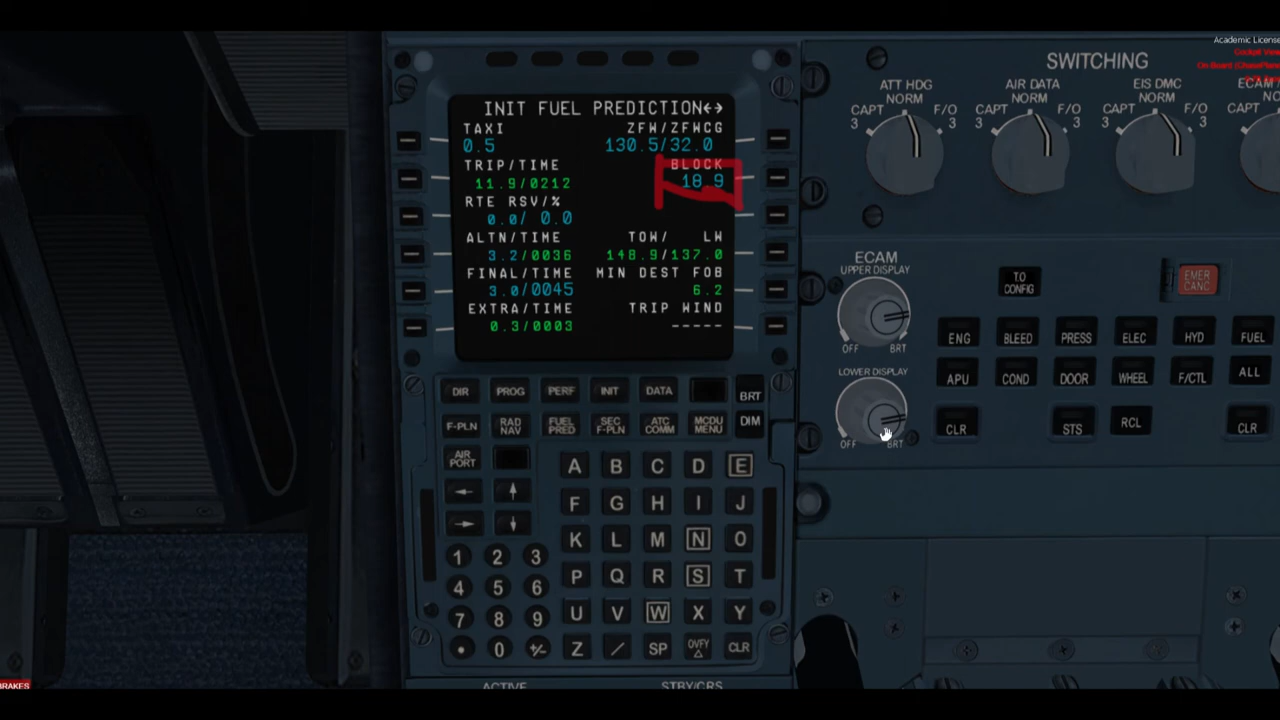 Academic License
INIT FUEL PREDICTION↔
TAXI ZFW/ZFWCG
0.5 130.5/32.0
TRIP/TIME BLOCK
11.9/0212 18.9
RTE RSV/%
0.0/ 0.0
ALTN/TIME TOW/ LW
3.2/0036 148.9/137.0
FINAL/TIME MIN DEST FOB
3.0/0045 6.2
EXTRA/TIME TRIP WIND
0.3/0003 -----
DIR PROG PERF INIT DATA
BRT
F-PLN RAD NAV FUEL PRED SEC F-PLN ATC COMM MCDU MENU DIM
AIR PORT
← ↑ A B C D E
→ ↓ F G H I J
1 2 3 K L M N O
4 5 6 P Q R S T
7 8 9 U V W X Y
. 0 +/- Z / SP OVFY Δ CLR
ACTIVE STBY/CRS
SWITCHING
ATT HDG AIR DATA EIS DMC ECAM
NORM NORM NORM
CAPT 3 F/O 3 CAPT 3 F/O 3 CAPT 3 F/O 3 CAPT
ECAM
UPPER DISPLAY
OFF BRT
T.O CONFIG
EMER CANC
LOWER DISPLAY
OFF BRT
ENG BLEED PRESS ELEC HYD FUEL
APU COND DOOR WHEEL F/CTL ALL
CLR STS RCL CLR
BRAKES